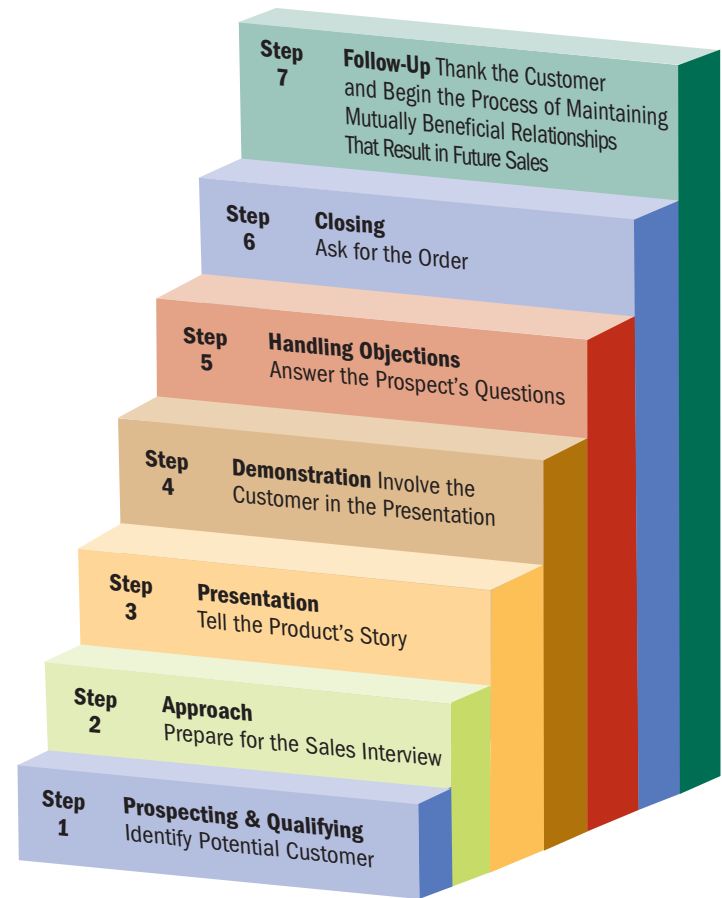 Step
7
Follow-Up Thank the Customer
and Begin the Process of Maintaining
Mutually Beneficial Relationships
That Result in Future Sales
Step
6
Closing
Ask for the Order
Step
5
Handling Objections
Answer the Prospect's Questions
Step
4
Demonstration Involve the
Customer in the Presentation
Step
3
Presentation
Tell the Product's Story
Step
2
Approach
Prepare for the Sales Interview
Step
1
Prospecting & Qualifying
Identify Potential Customer